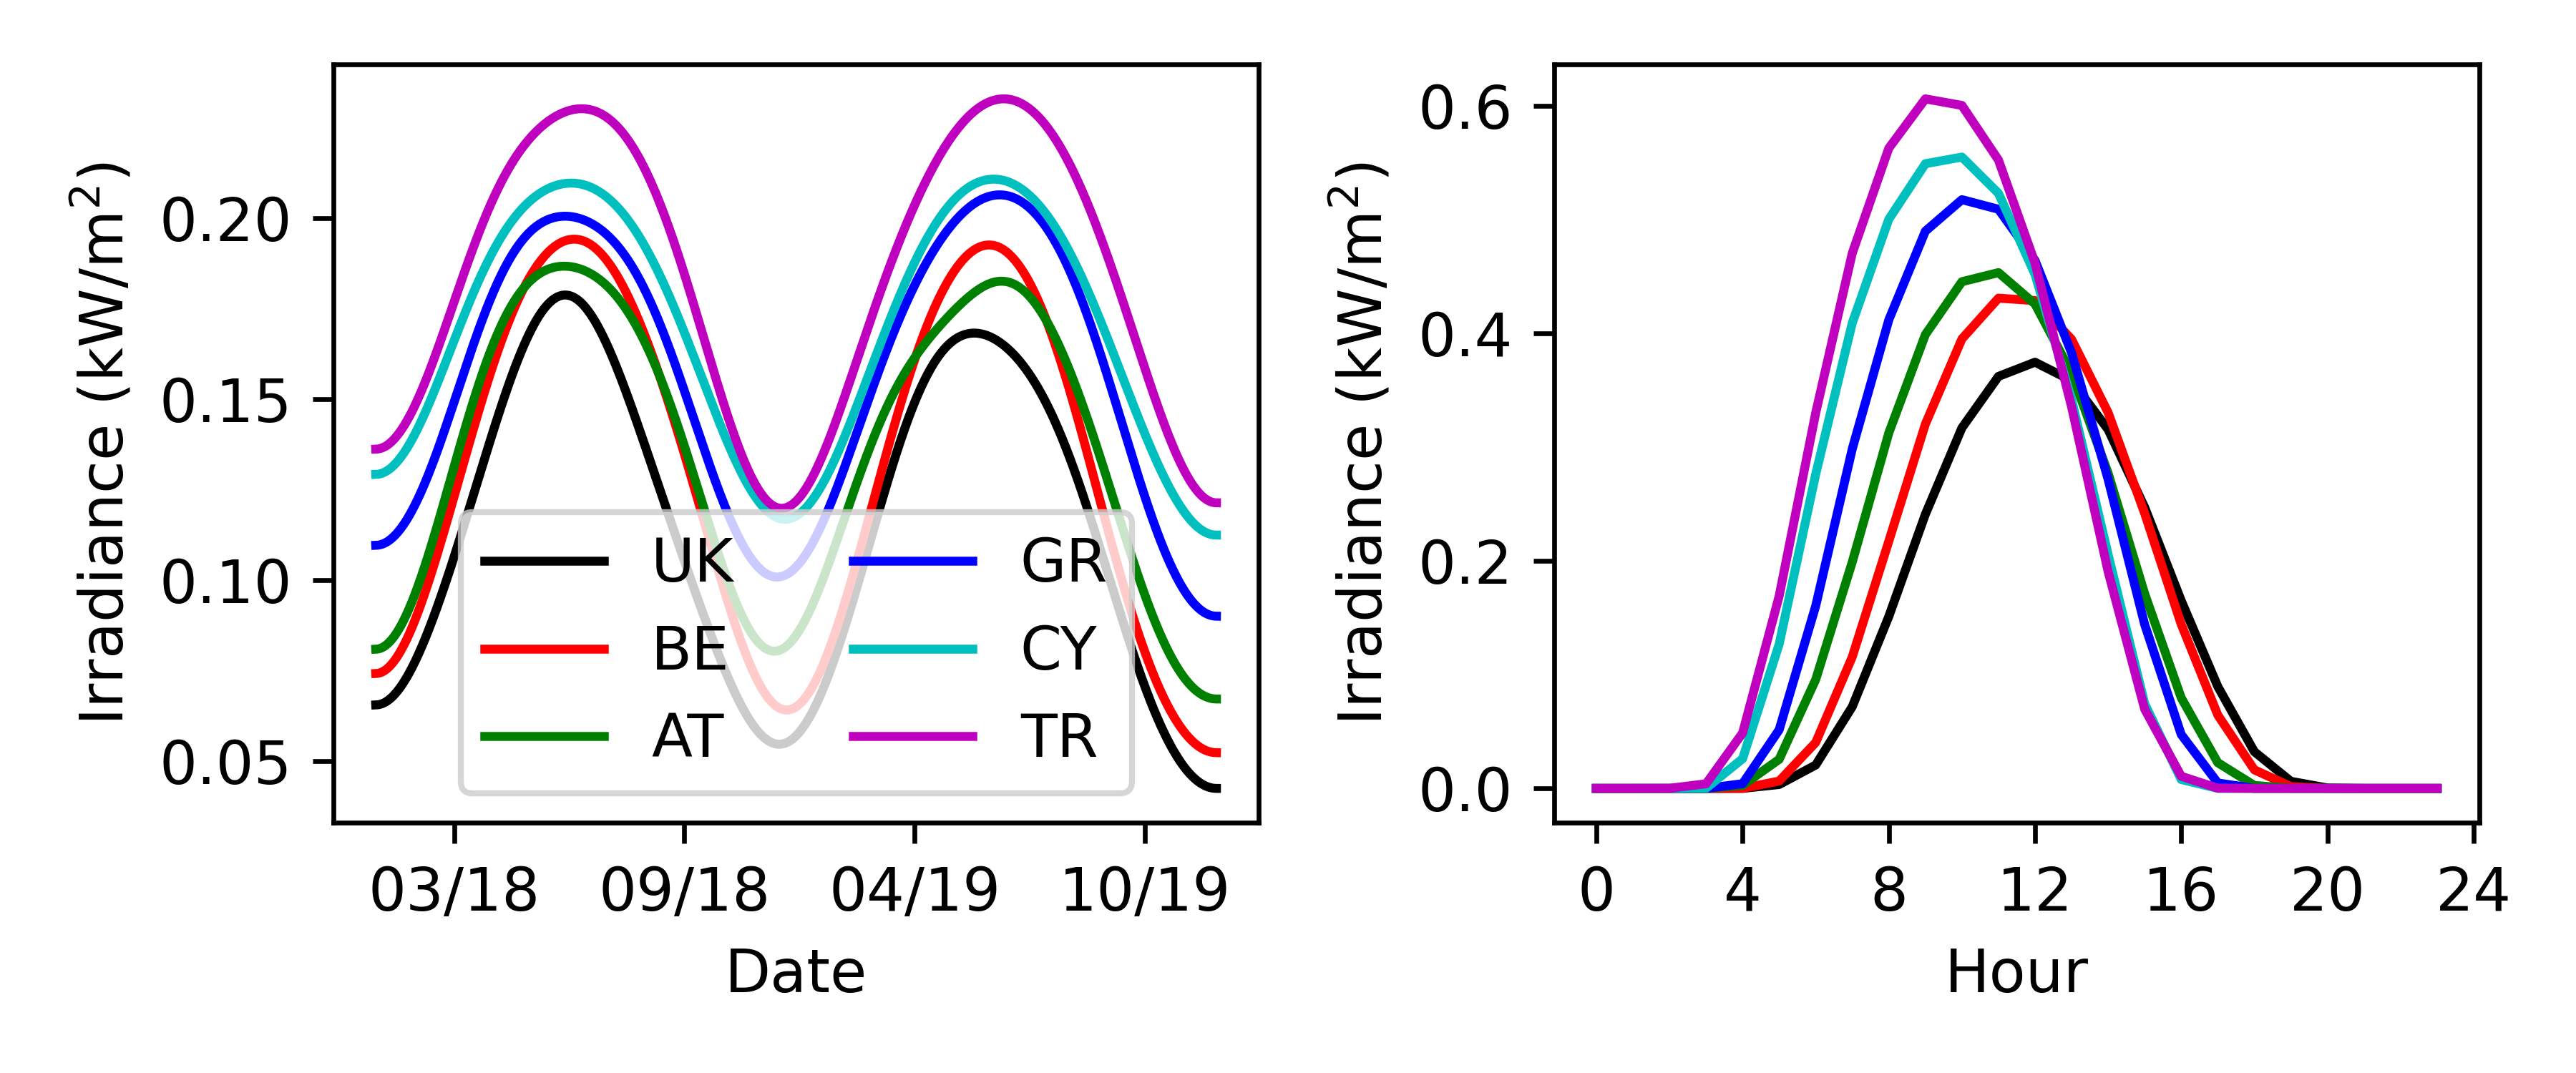 Irradiance (kW/m²)
0.20
0.15
0.10
0.05
UK
BE
AT
GR
CY
TR
03/18 09/18 04/19 10/19
Date
Irradiance (kW/m²)
0.6
0.4
0.2
0.0
0 4 8 12 16 20 24
Hour